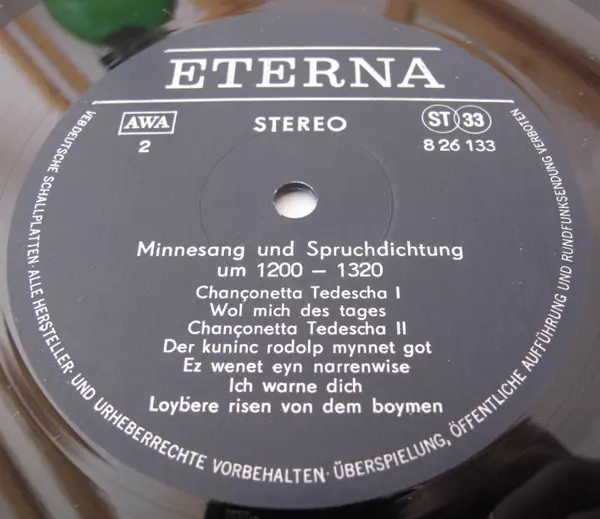 ETERNA
AWA
STEREO
ST 33
2
8 26 133
Minnesang und Spruchdichtung
um 1200 – 1320
Chançonetta Tedescha I
Wol mich des tages
Chançonetta Tedescha II
Der kuninc rodolp mynnet got
Ez wenet eyn narrenwise
Ich warne dich
Loybere risen von dem boymen
VEB DEUTSCHE SCHALLPLATTEN · ALLE HERSTELLER- UND URHEBERRECHTE VORBEHALTEN · ÜBERSPIELUNG, ÖFFENTLICHE AUFFÜHRUNG UND RUNDFUNKSENDUNG VERBOTEN